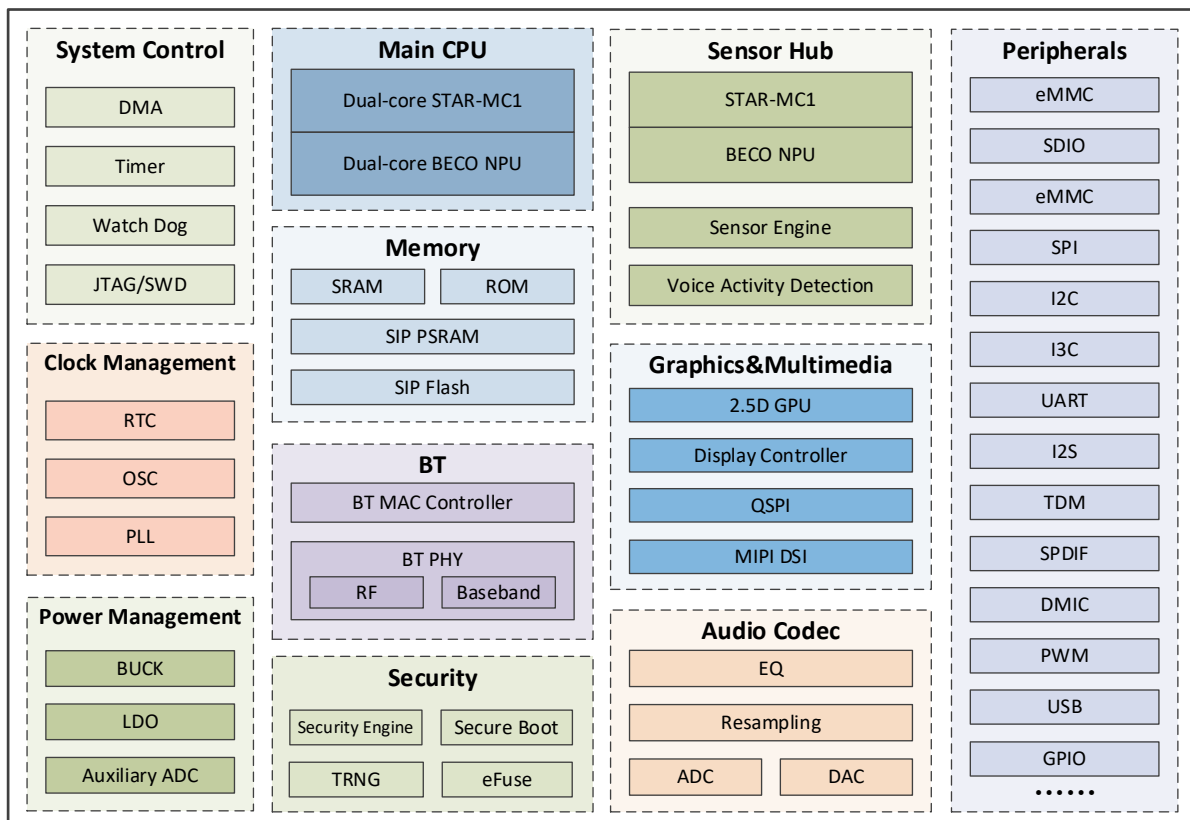 System Control
DMA
Timer
Watch Dog
JTAG/SWD
Clock Management
RTC
OSC
PLL
Power Management
BUCK
LDO
Auxiliary ADC
Main CPU
Dual-core STAR-MC1
Dual-core BECO NPU
Memory
SRAM
ROM
SIP PSRAM
SIP Flash
BT
BT MAC Controller
BT PHY
RF
Baseband
Security
Security Engine
Secure Boot
TRNG
eFuse
Sensor Hub
STAR-MC1
BECO NPU
Sensor Engine
Voice Activity Detection
Graphics&Multimedia
2.5D GPU
Display Controller
QSPI
MIPI DSI
Audio Codec
EQ
Resampling
ADC
DAC
Peripherals
eMMC
SDIO
eMMC
SPI
I2C
I3C
UART
I2S
TDM
SPDIF
DMIC
PWM
USB
GPIO
······